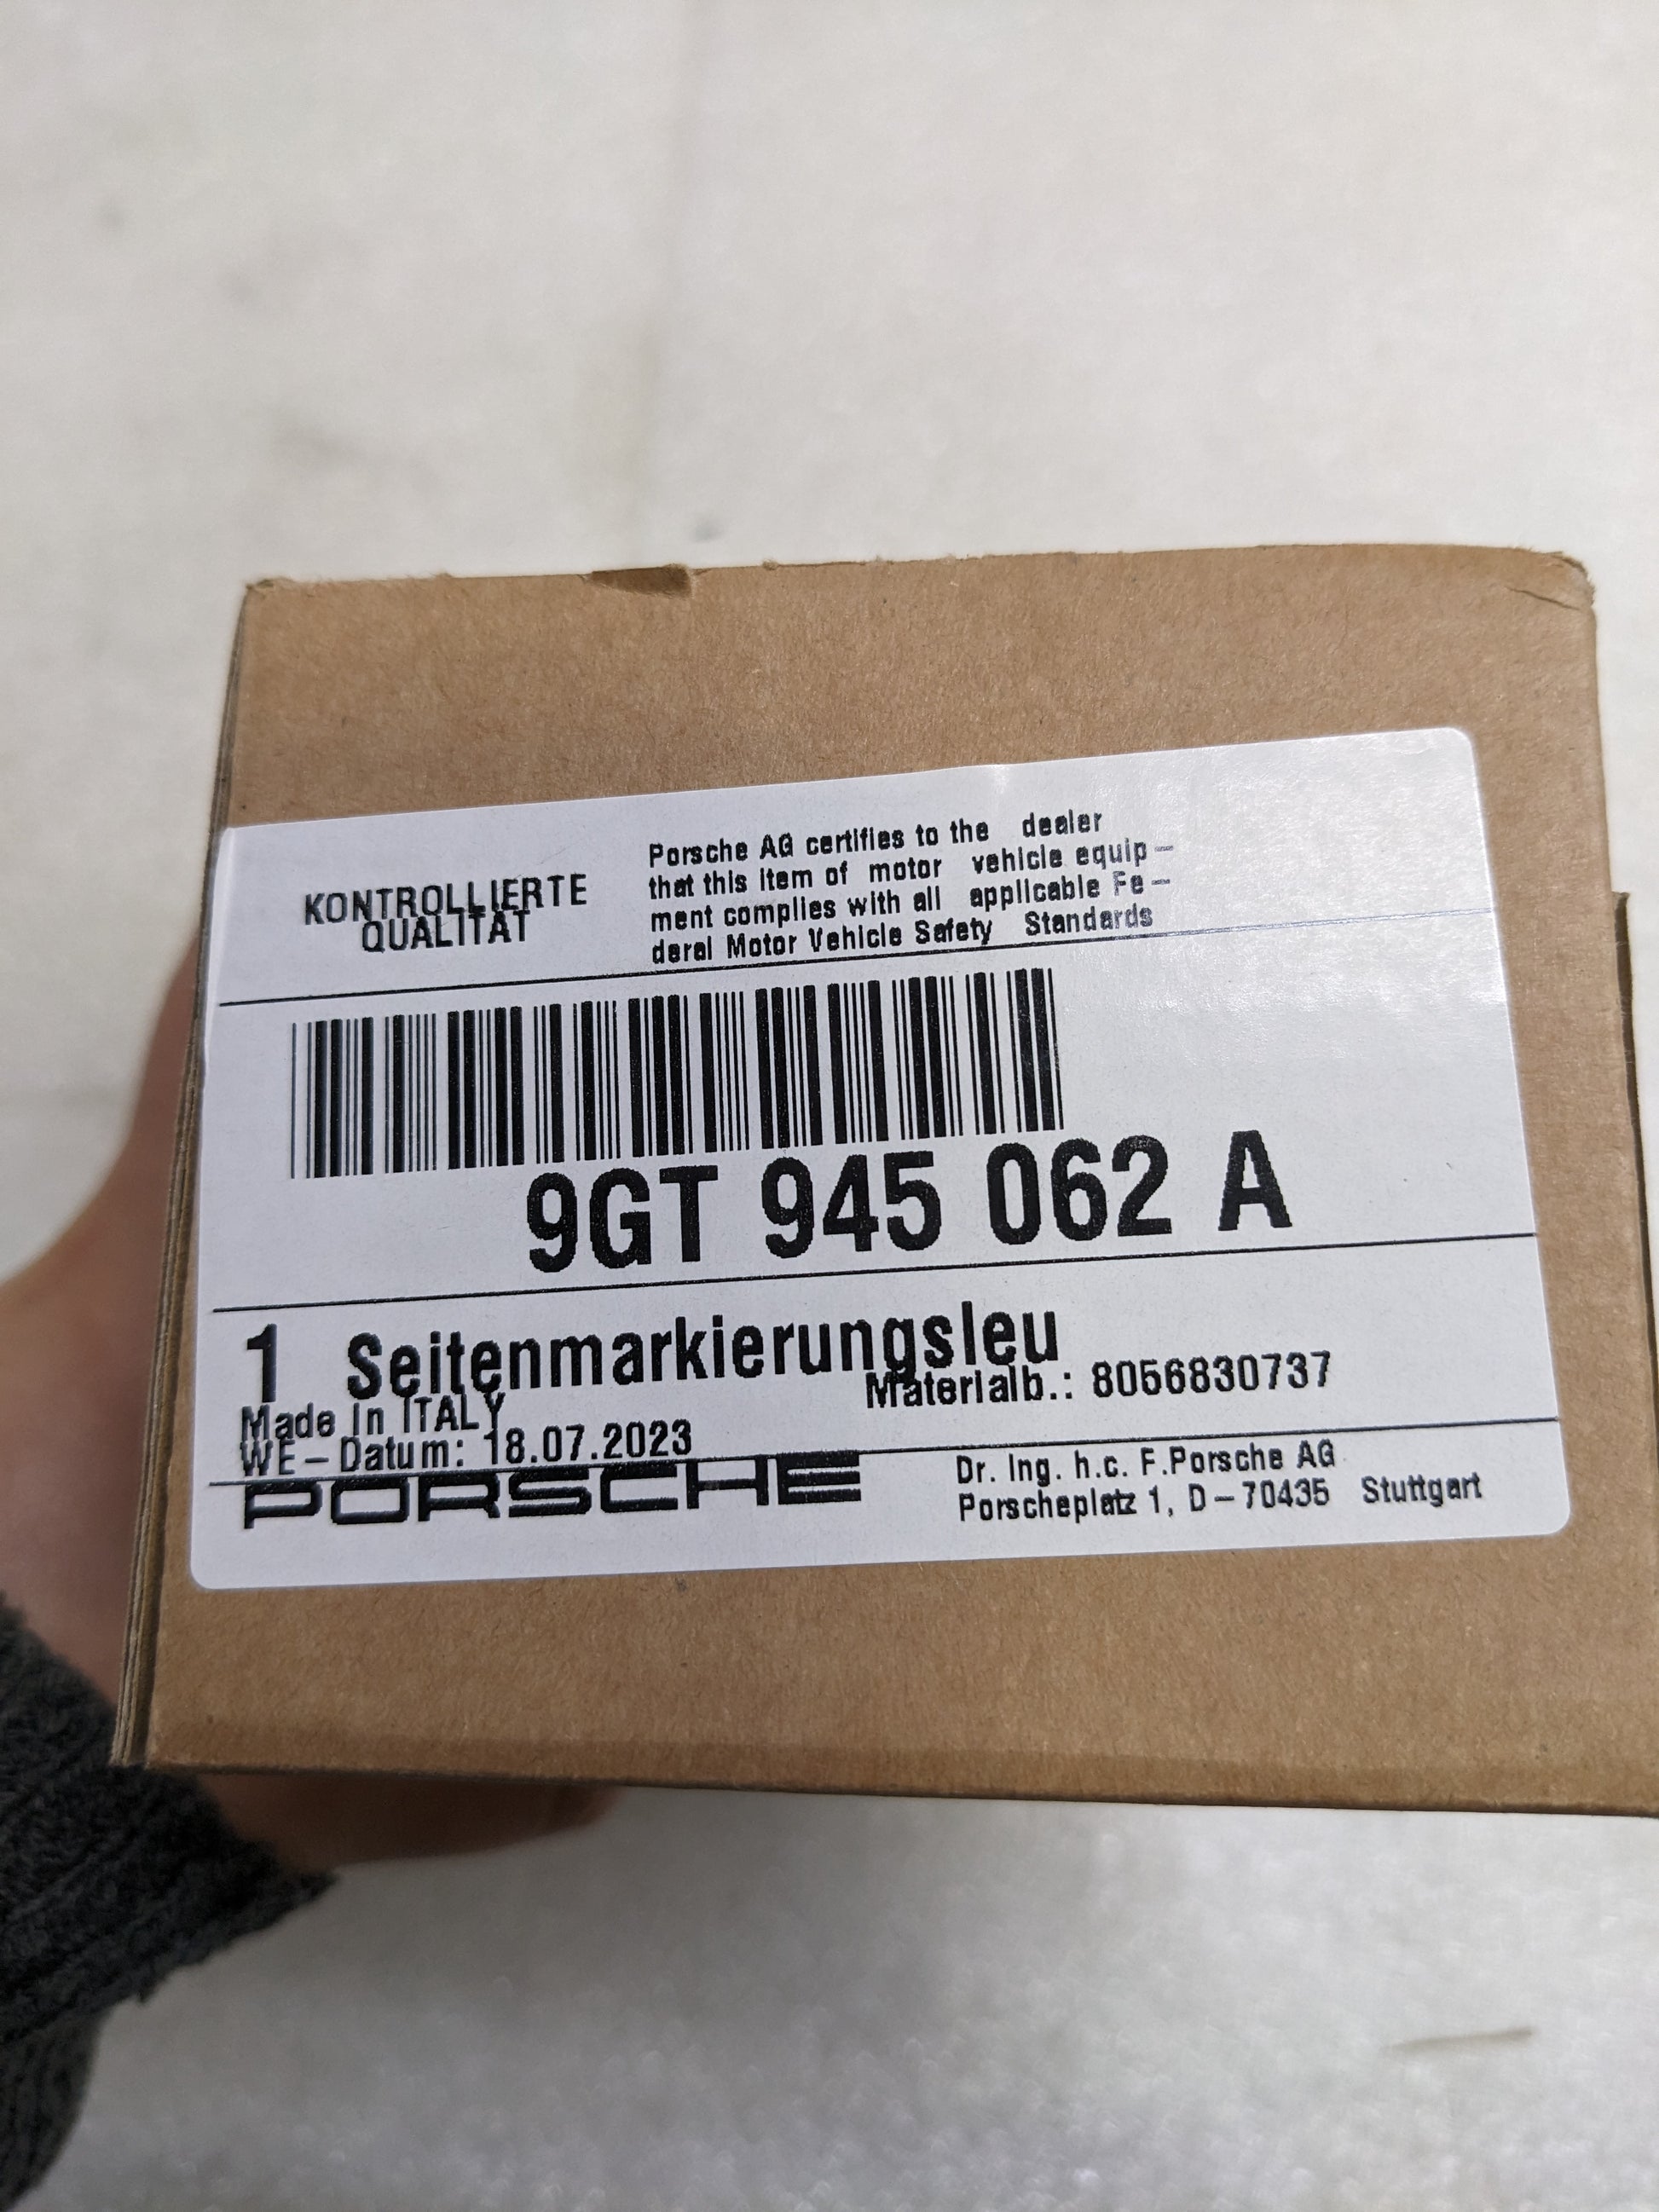 KONTROLLIERTE
QUALITÄT
Porsche AG certifies to the dealer
that this item of motor vehicle equip-
ment complies with all applicable Fe-
deral Motor Vehicle Safety Standards
9GT 945 062 A
1 Seitenmarkierungsleu
Materialb.: 8056830737
Made in ITALY
WE-Datum: 18.07.2023
PORSCHE
Dr. Ing. h.c. F.Porsche AG
Porscheplatz 1, D-70435 Stuttgart